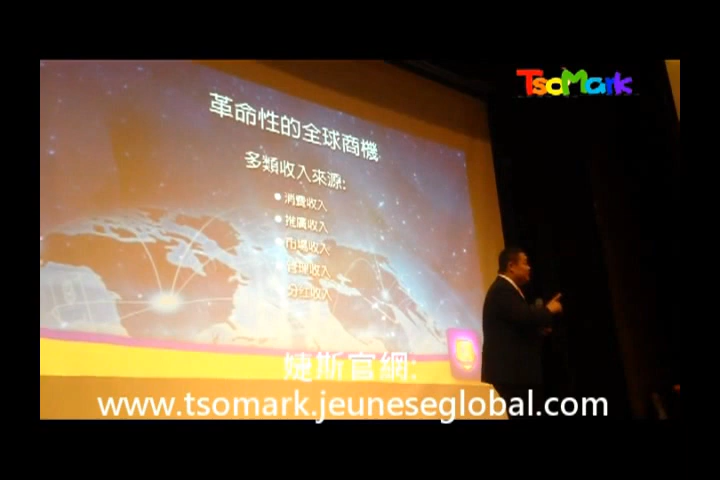 TsoMark
革命性的全球商機
多類收入來源:
消費收入
推廣收入
市場收入
管理收入
分紅收入
婕斯官網:
www.tsomark.jeuneseglobal.com